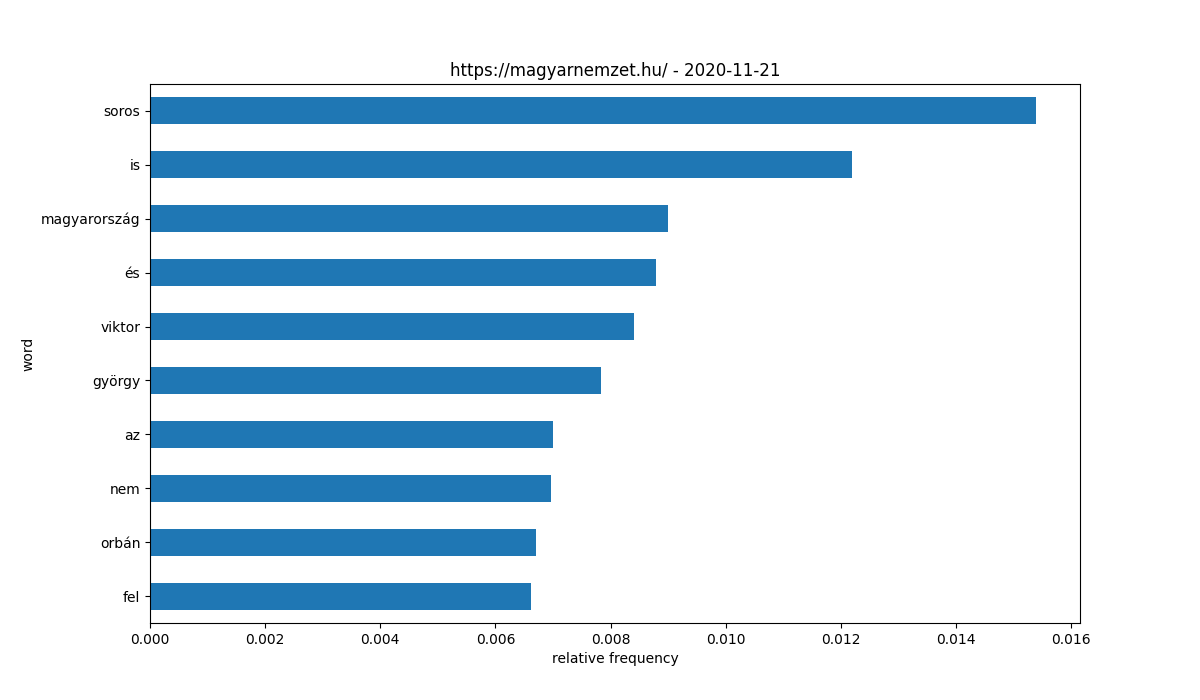 https://magyarnemzet.hu/ - 2020-11-21
soros
is
magyarország
és
viktor
györgy
az
nem
orbán
fel
word
0.000 0.002 0.004 0.006 0.008 0.010 0.012 0.014 0.016
relative frequency